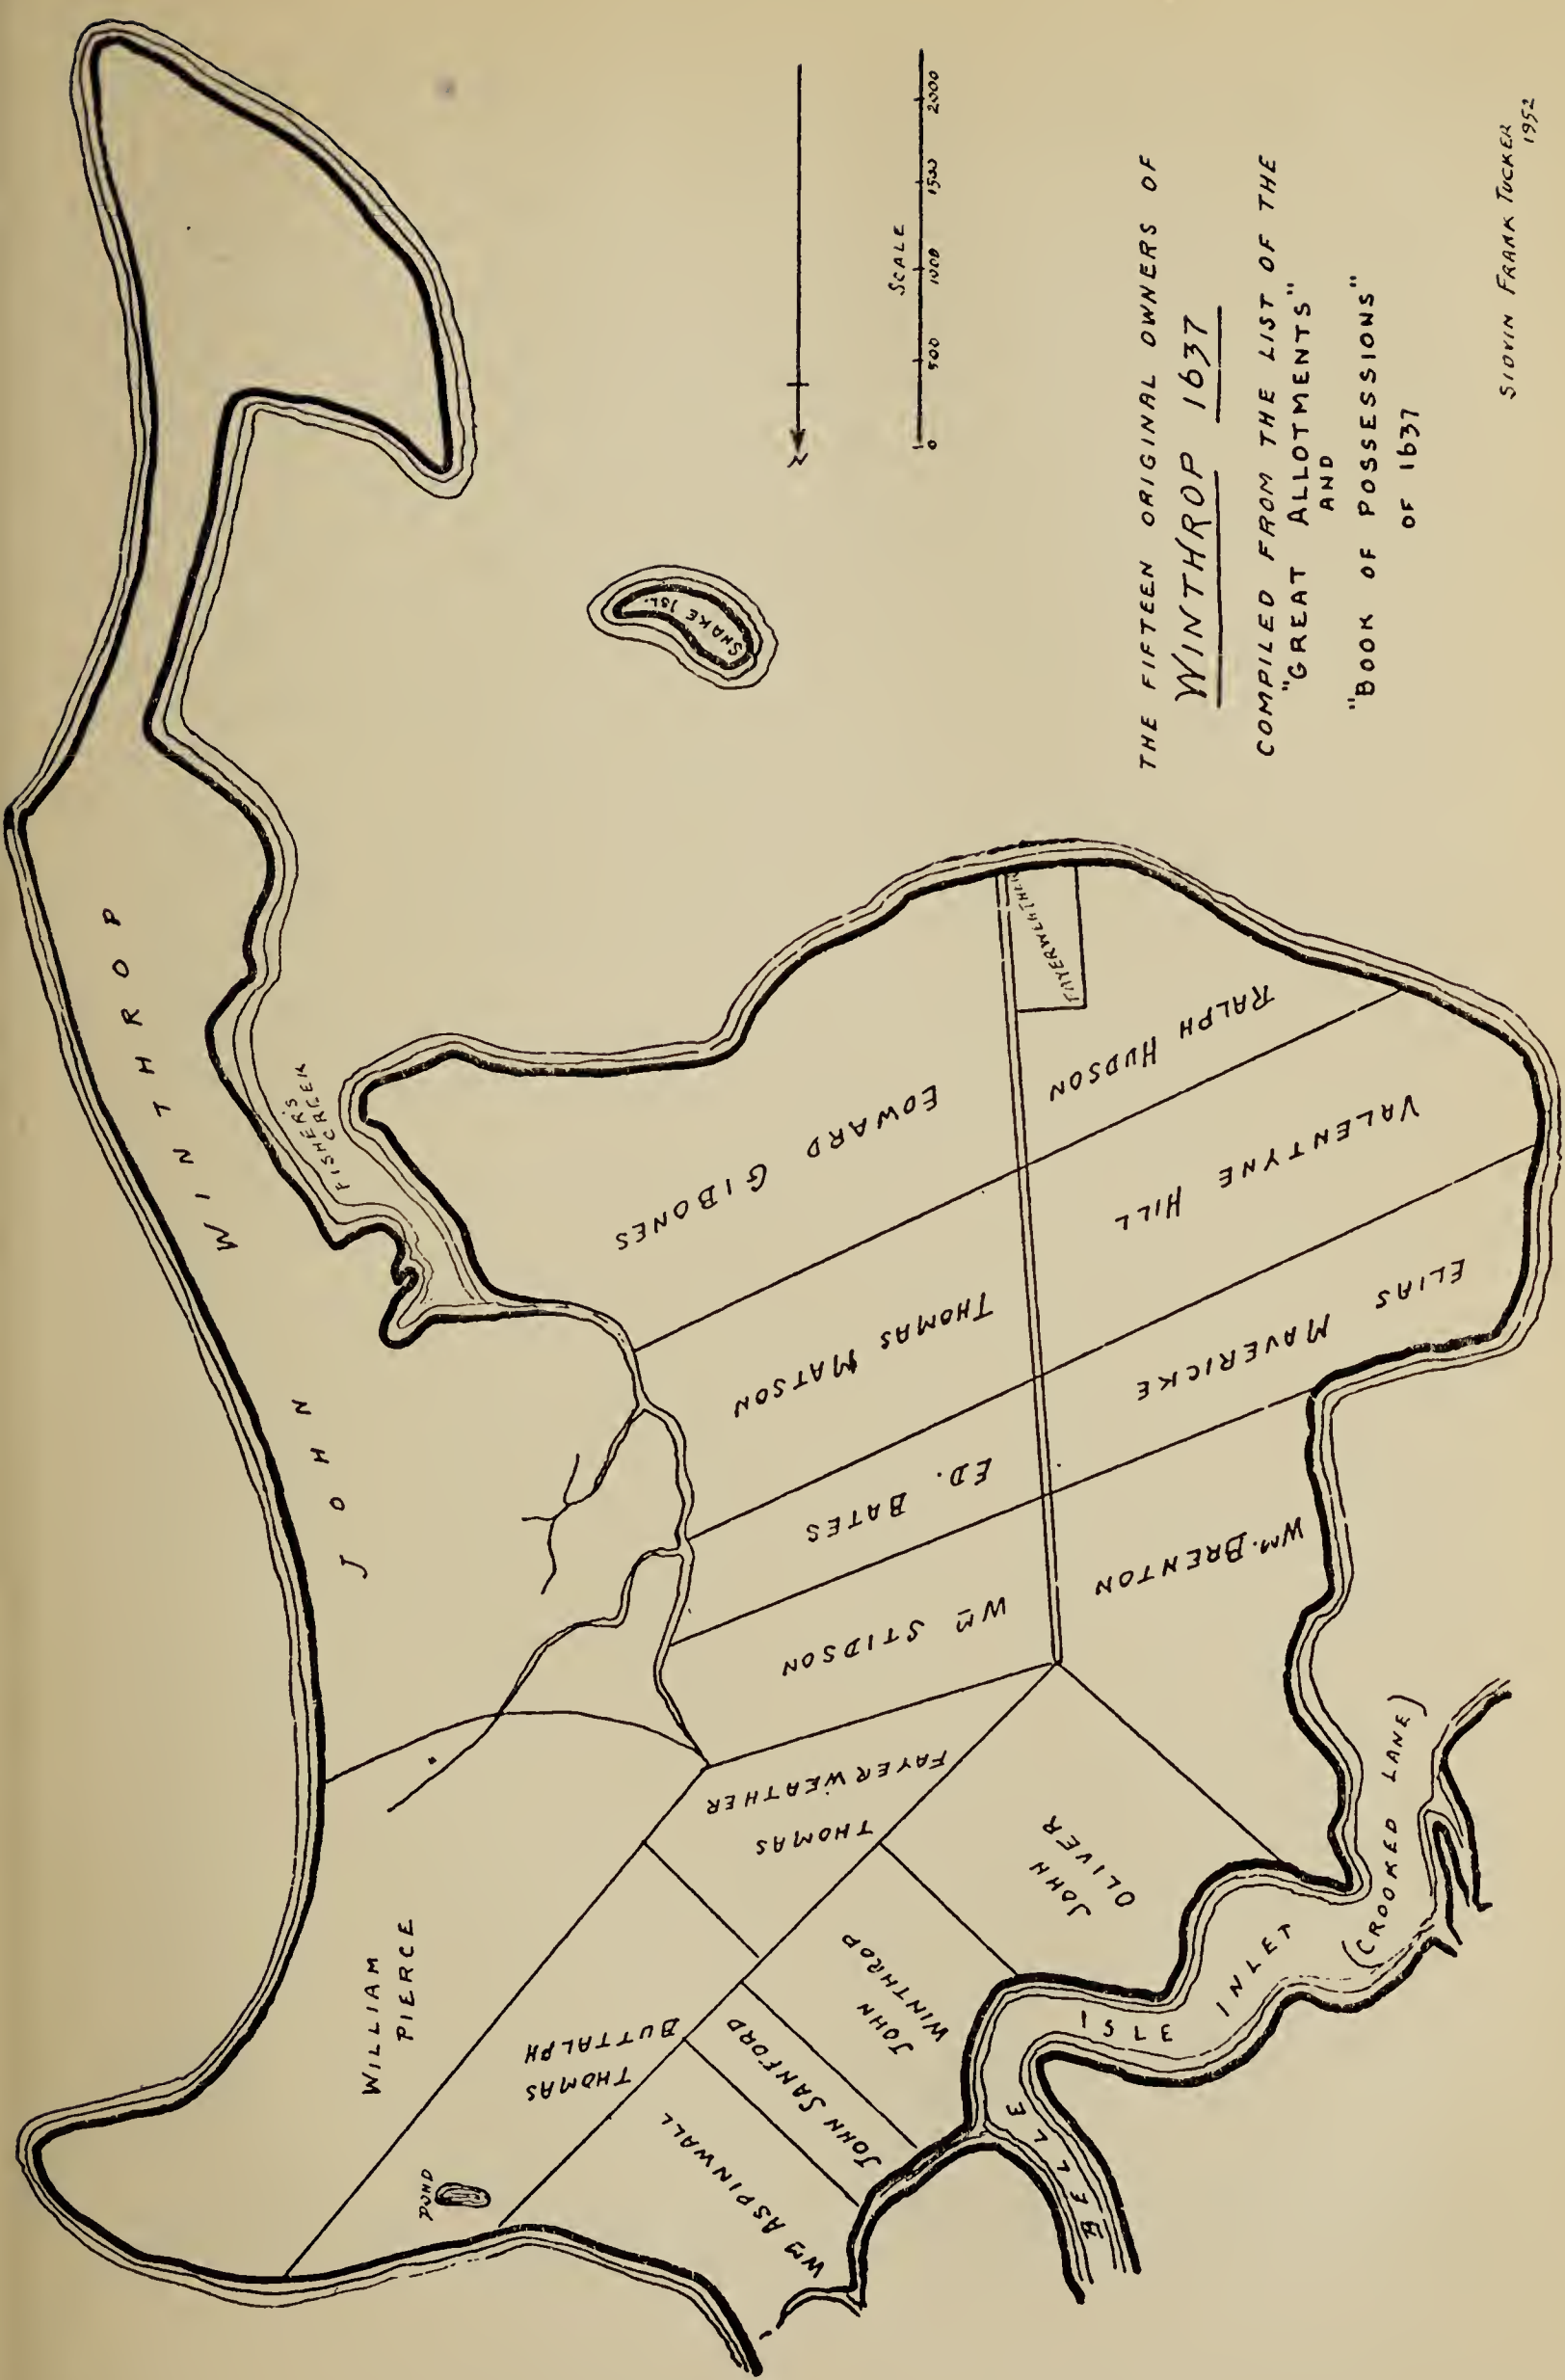 THE FIFTEEN ORIGINAL OWNERS OF
WINTHROP 1637
COMPILED FROM THE LIST OF THE
"GREAT ALLOTMENTS"
AND
"BOOK OF POSSESSIONS"
OF 1637
SIDVIN FRANK TUCKER
1952
N
SCALE
0 500 1000 1500 2000
SNAKE ISL.
JOHN WINTHROP
FISHERS
CREEK
WILLIAM
PIERCE
POND
THOMAS
BUTTALPH
WM ASPINWALL
JOHN SANFORD
JOHN
WINTHROP
JOHN
OLIVER
THOMAS
FAYERWEATHER
WM STIDSON
WM. BRENTON
ED. BATES
ELIAS MAVERICKE
THOMAS MATSON
VALENTYNE HILL
EDWARD GIBONES
RALPH HUDSON
FAYERWEATHER
BELLE ISLE INLET
(CROOKED LANE)